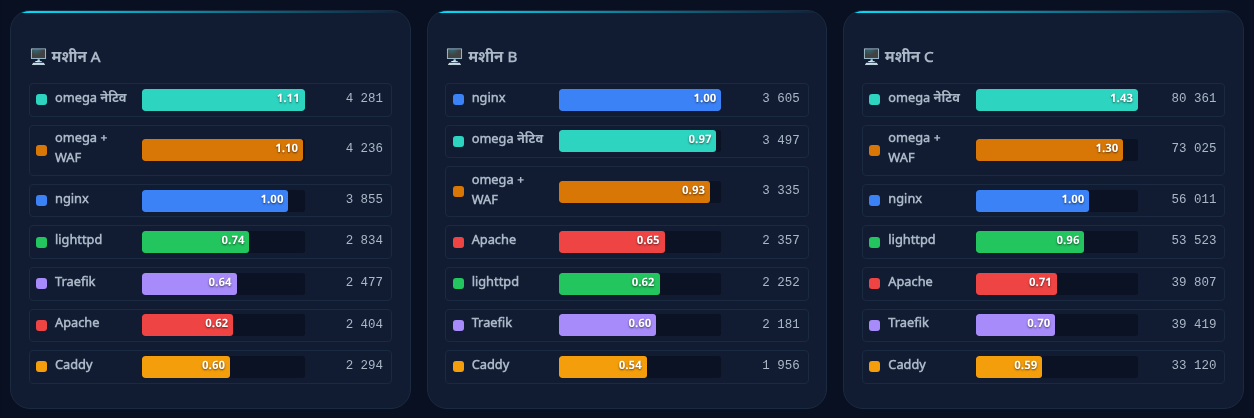 मशीन A
omega नेटिव 1.11 4 281
omega +
WAF 1.10 4 236
nginx 1.00 3 855
lighttpd 0.74 2 834
Traefik 0.64 2 477
Apache 0.62 2 404
Caddy 0.60 2 294
मशीन B
nginx 1.00 3 605
omega नेटिव 0.97 3 497
omega +
WAF 0.93 3 335
Apache 0.65 2 357
lighttpd 0.62 2 252
Traefik 0.60 2 181
Caddy 0.54 1 956
मशीन C
omega नेटिव 1.43 80 361
omega +
WAF 1.30 73 025
nginx 1.00 56 011
lighttpd 0.96 53 523
Apache 0.71 39 807
Traefik 0.70 39 419
Caddy 0.59 33 120